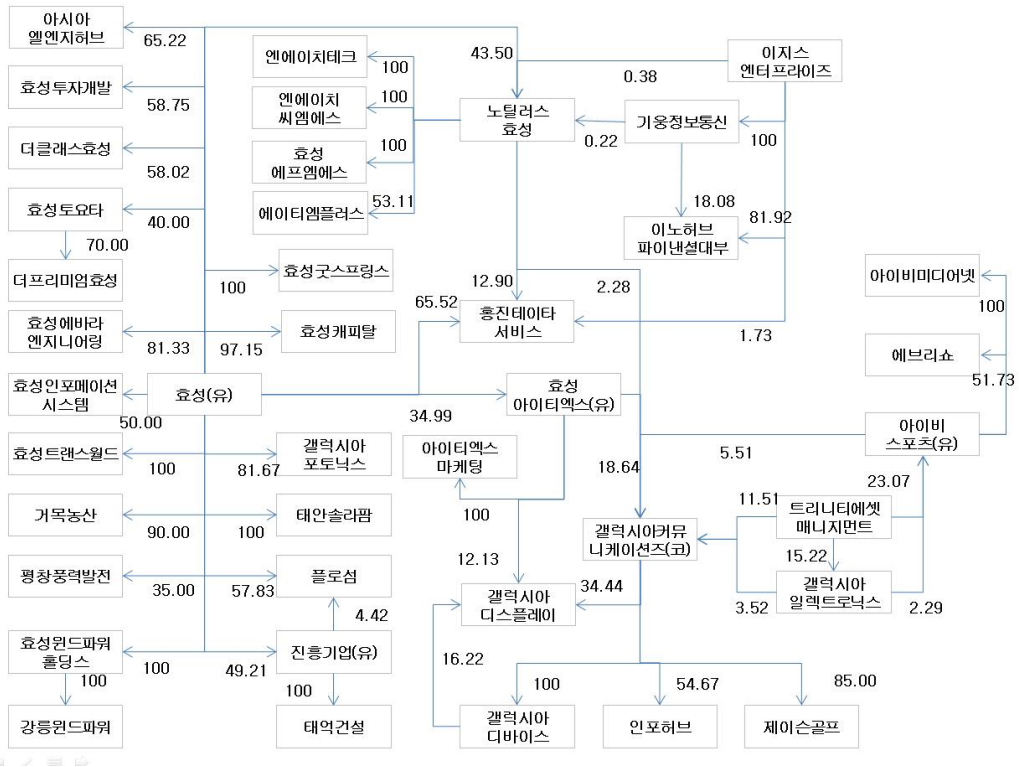 아시아
엘엔지허브
65.22
43.50
엔에이치테크
100
이지스
엔터프라이즈
0.38
효성투자개발
58.75
엔에이치
씨엠에스
100
노틸러스
효성
0.22
기웅정보통신
100
더클래스효성
58.02
효성
에프엠에스
100
효성토요타
40.00
에이티엠플러스
53.11
18.08
81.92
이노허브
파이낸셜대부
70.00
더프리미엄효성
100
효성굿스프링스
12.90
2.28
아이비미디어넷
100
65.52
홍진데이타
서비스
1.73
효성에바라
엔지니어링
81.33
97.15
효성캐피탈
에브리쇼
51.73
효성인포메이션
시스템
50.00
효성(유)
34.99
효성
아이티엑스(유)
아이비
스포츠(유)
5.51
효성트랜스월드
100
81.67
갤럭시아
포토닉스
아이티엑스
마케팅
100
18.64
23.07
11.51
트리니티에셋
매니지먼트
거목농산
90.00
100
태안솔라팜
갤럭시아커뮤
니케이션즈(코)
15.22
12.13
평창풍력발전
35.00
57.83
플로섬
34.44
갤럭시아
디스플레이
3.52
갤럭시아
일렉트로닉스
2.29
4.42
효성윈드파워
홀딩스
100
100
49.21
진흥기업(유)
100
16.22
100
54.67
85.00
강릉윈드파워
태억건설
갤럭시아
디바이스
인포허브
제이슨골프